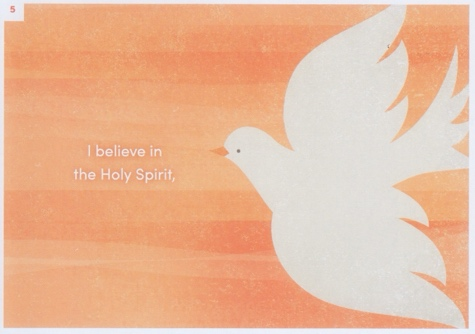 5
I believe in
the Holy Spirit,